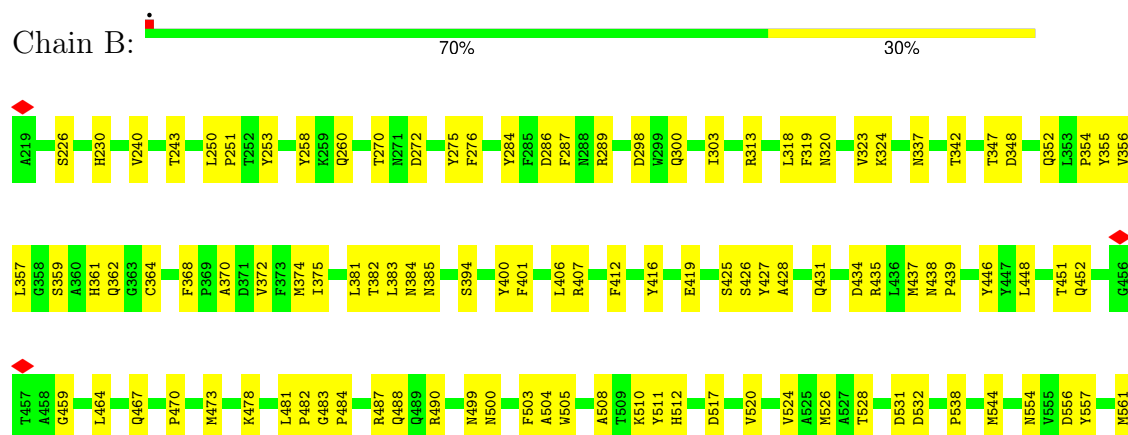 Chain B:
70% 30%
A219 S226 H230 V240 T243 L250 P251 T252 Y253 Y258 K259 Q260 T270 N271 D272 Y275 F276 Y284 F285 D286 F287 N288 R289 D298 W299 Q300 I303 R313 L318 F319 N320 V323 K324 N337 T342 T347 D348 Q352 L353 P354 Y355 V356
L357 G358 S359 A360 H361 Q362 G363 C364 F368 P369 A370 D371 V372 F373 M374 I375 L381 T382 L383 N384 N385 S394 Y400 F401 L406 R407 F412 Y416 E419 S425 S426 Y427 A428 Q431 D434 R435 L436 M437 N438 P439 Y446 Y447 L448 T451 Q452 G456
T457 A458 G459 L464 Q467 P470 M473 K478 L481 P482 G483 P484 R487 Q488 Q489 R490 N499 N500 F503 A504 W505 A508 T509 K510 Y511 H512 D517 V520 V524 A525 M526 A527 T528 D531 D532 P538 M544 N554 V555 D556 Y557 M561